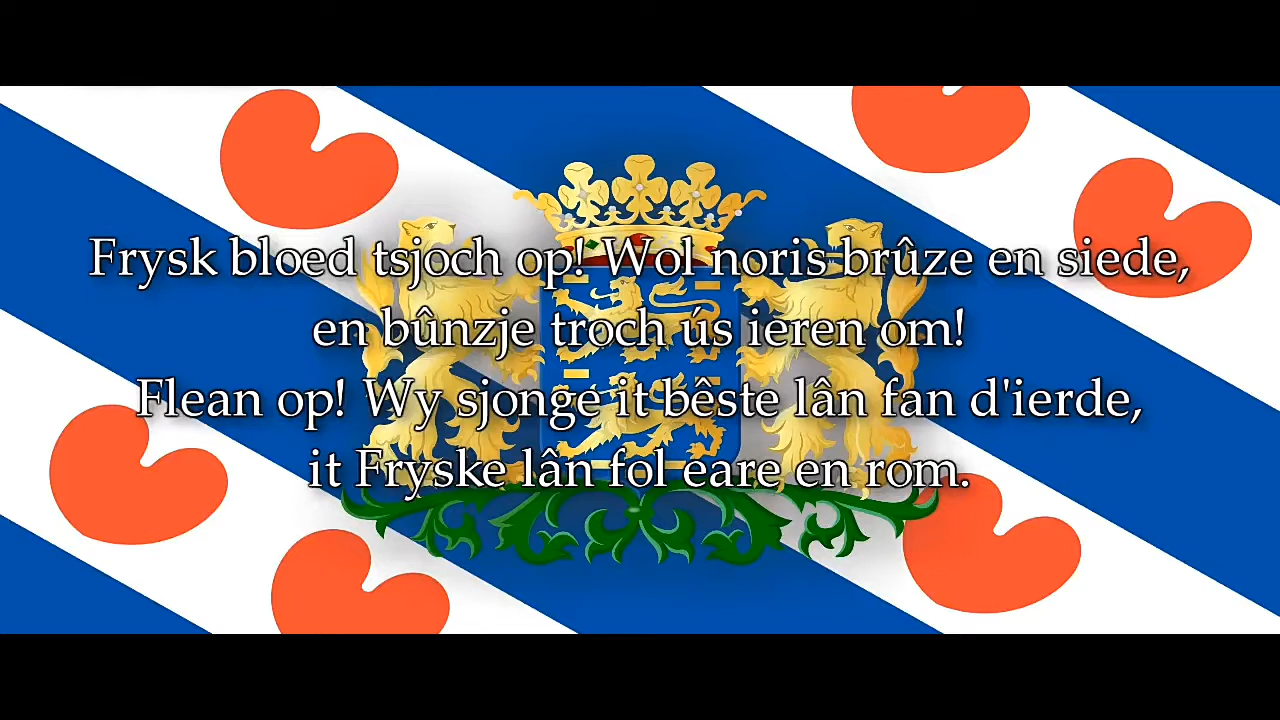 Frysk bloed tsjoch op! Wol noris brûze en siede,
en bûnzje troch ús ieren om!
Flean op! Wy sjonge it bêste lân fan d'ierde,
it Fryske lân fol eare en rom.